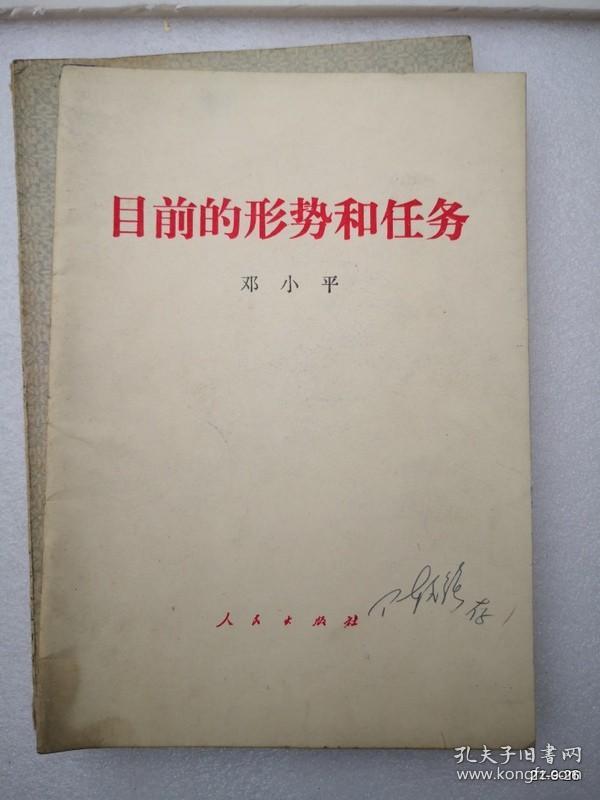 目前的形势和任务
邓小平
人民出版社
存
孔夫子旧书网
www.kongfz.com